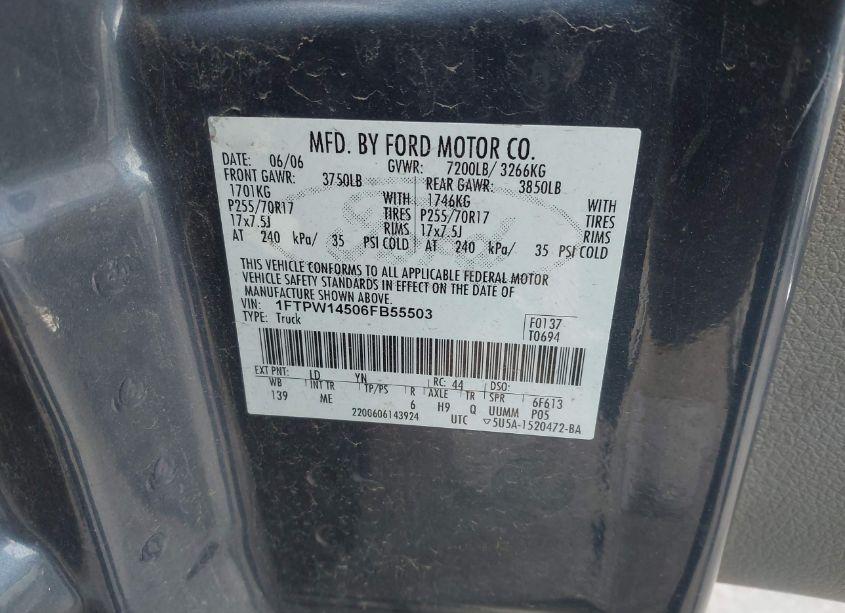 MFD. BY FORD MOTOR CO.
DATE: 06/06 GVWR: 7200LB/ 3266KG
FRONT GAWR: 3750LB REAR GAWR: 3850LB
1701KG WITH 1746KG WITH
P255/70R17 TIRES P255/70R17 TIRES
17x7.5J RIMS 17x7.5J RIMS
AT 240 kPa/ 35 PSI COLD AT 240 kPa/ 35 PSI COLD
THIS VEHICLE CONFORMS TO ALL APPLICABLE FEDERAL MOTOR
VEHICLE SAFETY STANDARDS IN EFFECT ON THE DATE OF
MANUFACTURE SHOWN ABOVE.
VIN: 1FTPW14506FB55503
TYPE: Truck
F0137
T0694
EXT PNT: LD YN RC: 44 DSO:
WB INT TR TP/PS R AXLE TR SPR 6F613
139 ME 6 H9 Q UUMM P05
2200606143924 UTC ▽5U5A-1520472-BA
Ford